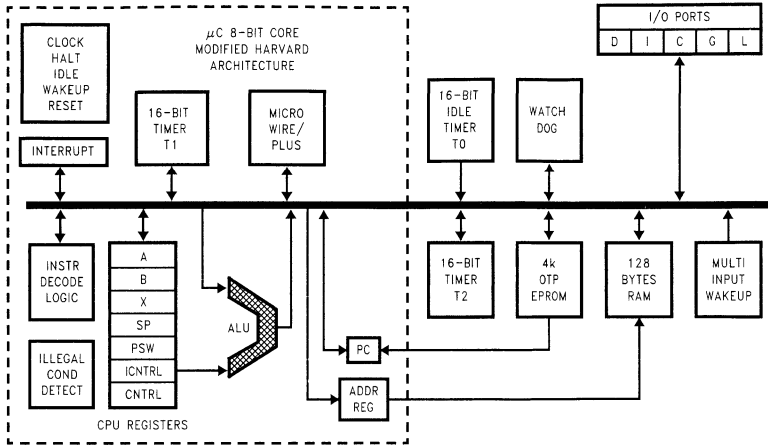 CLOCK
HALT
IDLE
WAKEUP
RESET
μC 8-BIT CORE
MODIFIED HARVARD
ARCHITECTURE
I/O PORTS
D I C G L
INTERRUPT
16-BIT
TIMER
T1
MICRO
WIRE/
PLUS
16-BIT
IDLE
TIMER
T0
WATCH
DOG
INSTR
DECODE
LOGIC
A
B
X
SP
PSW
ICNTRL
CNTRL
ALU
16-BIT
TIMER
T2
4k
OTP
EPROM
128
BYTES
RAM
MULTI
INPUT
WAKEUP
ILLEGAL
COND
DETECT
PC
ADDR
REG
CPU REGISTERS